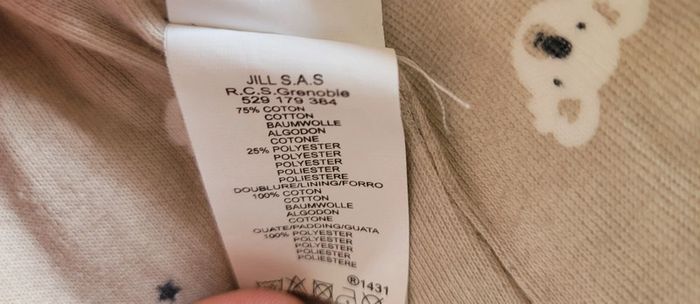 JILL S.A.S
R.C.S.Grenoble
529 179 384
75% COTON
COTTON
BAUMWOLLE
ALGODON
COTONE
25% POLYESTER
POLYESTER
POLYESTER
POLIESTER
POLIESTERE
DOUBLURE/LINING/FORRO
100% COTON
COTTON
BAUMWOLLE
ALGODON
COTONE
OUATE/PADDING/GUATA
100% POLYESTER
POLYESTER
POLYESTER
POLIESTER
POLIESTERE
®1431